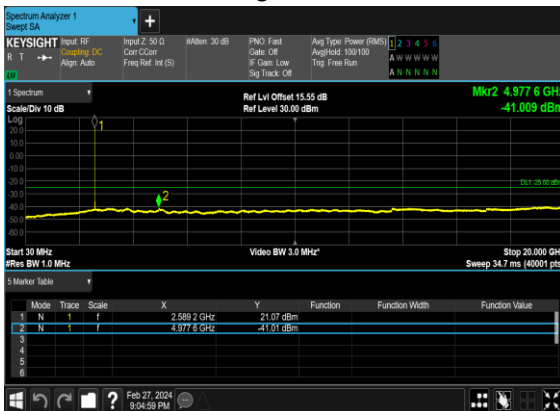 Spectrum Analyzer 1
Swept SA
KEYSIGHT
R T
Input: RF
Coupling: DC
Align: Auto
Input Z: 50 Ω
Corr CCorr
Freq Ref: Int (S)
#Atten: 30 dB
PNO: Fast
Gate: Off
IF Gain: Low
Sig Track: Off
Avg Type: Power (RMS)
Avg|Hold: 100/100
Trig: Free Run
1 2 3 4 5 6
A W W W W W
A N N N N N
LV
1 Spectrum
Scale/Div 10 dB
Ref Lvl Offset 15.55 dB
Ref Level 30.00 dBm
Mkr2 4.977 6 GHz
-41.009 dBm
Log
20.0
10.0
0.00
-10.0
-20.0
-30.0
-40.0
-50.0
-60.0
1
2
DL1 -25.00 dBm
Start 30 MHz
#Res BW 1.0 MHz
Video BW 3.0 MHz*
Stop 20.000 GHz
Sweep 34.7 ms (40001 pts)
5 Marker Table
Mode Trace Scale X Y Function Function Width Function Value
1 N 1 f 2.589 2 GHz 21.07 dBm
2 N 1 f 4.977 6 GHz -41.01 dBm
3
4
5
6
?
Feb 27, 2024
9:04:59 PM